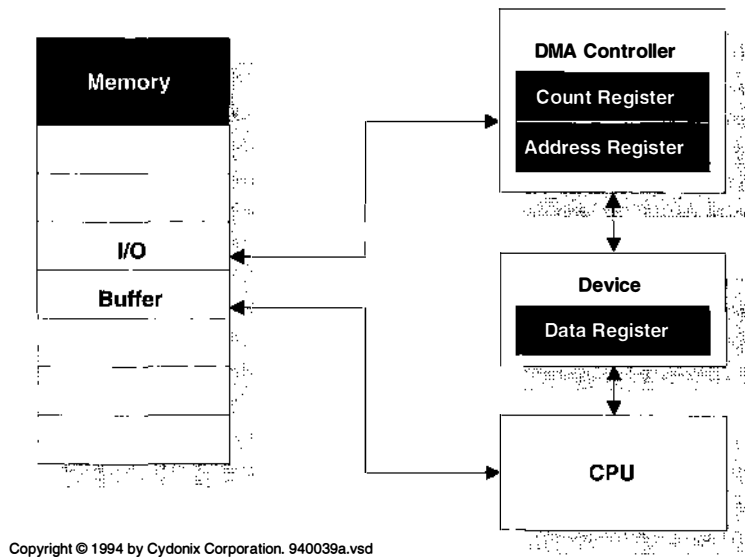 Memory
I/O
Buffer
DMA Controller
Count Register
Address Register
Device
Data Register
CPU
Copyright © 1994 by Cydonix Corporation. 940039a.vsd